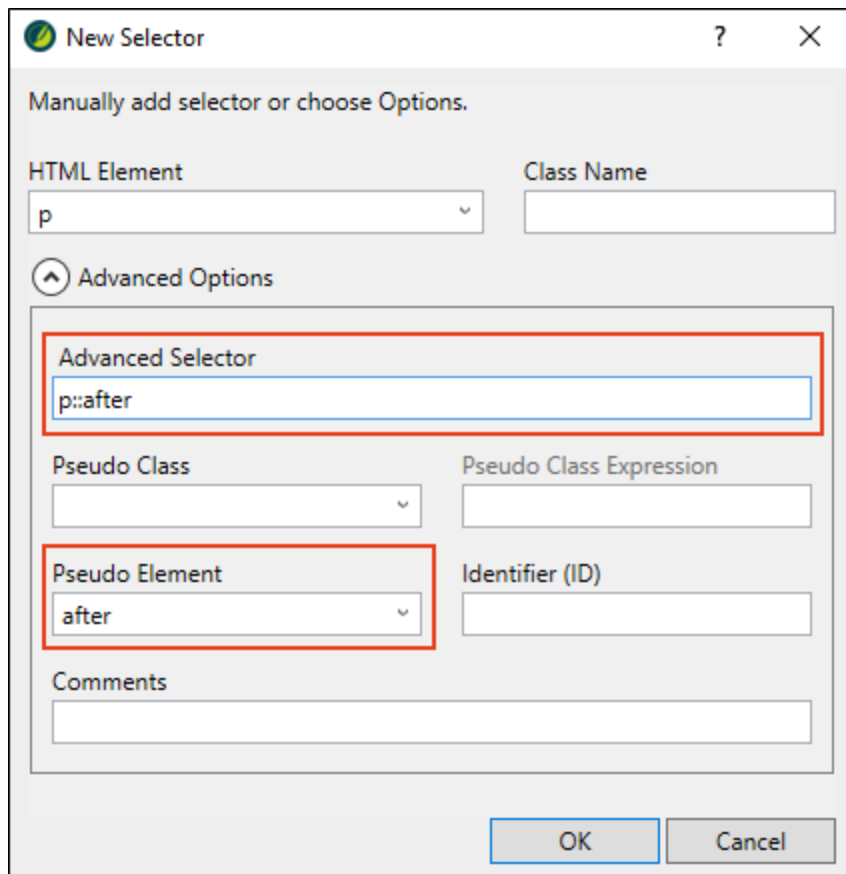 New Selector
?
Manually add selector or choose Options.
HTML Element
Class Name
p
Advanced Options
Advanced Selector
p::after
Pseudo Class
Pseudo Class Expression
Pseudo Element
Identifier (ID)
after
Comments
OK
Cancel